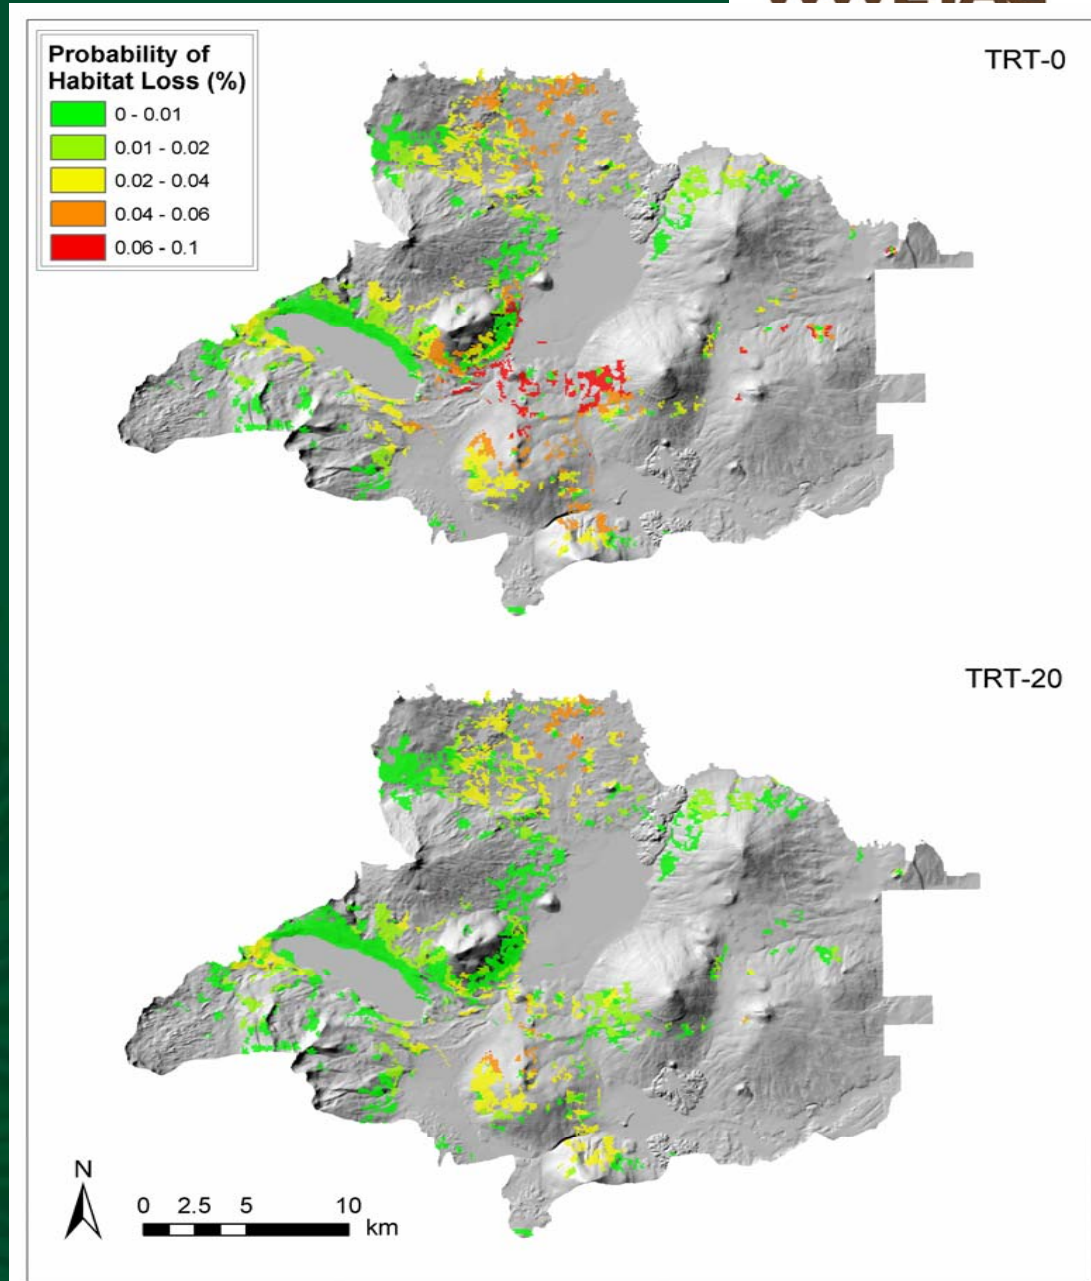 Probability of
Habitat Loss (%)
0 - 0.01
0.01 - 0.02
0.02 - 0.04
0.04 - 0.06
0.06 - 0.1
TRT-0
TRT-20
N
0 2.5 5 10
km